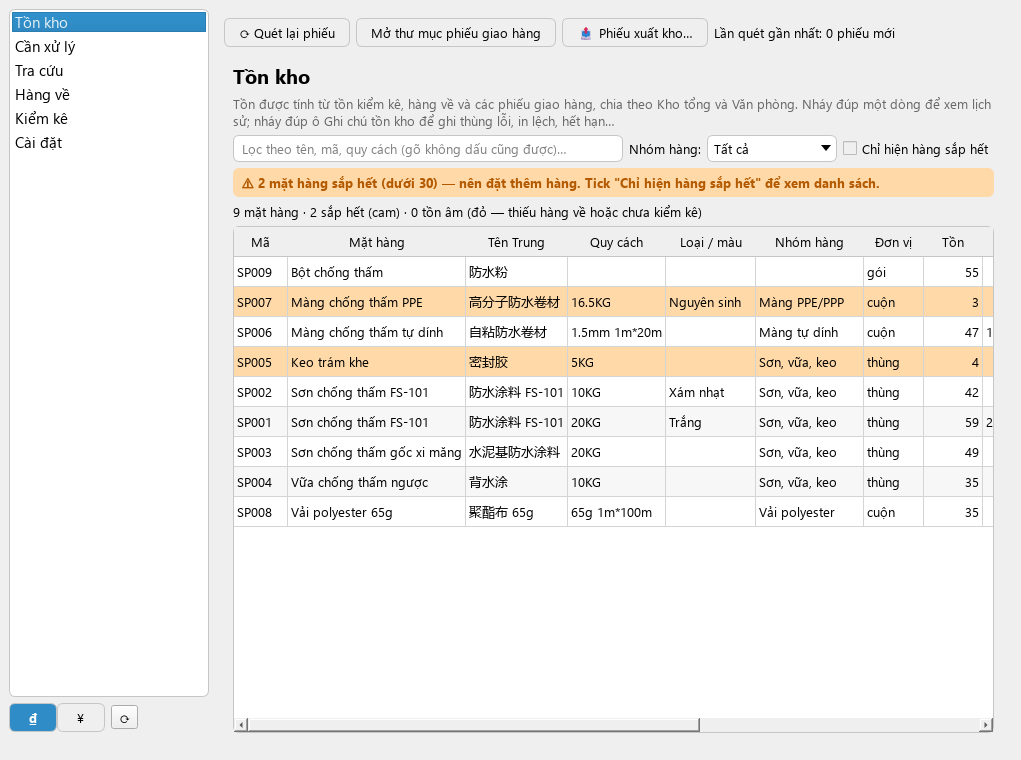 Tồn kho
Cần xử lý
Tra cứu
Hàng về
Kiểm kê
Cài đặt
₫ ¥ ⟳
⟳ Quét lại phiếu Mở thư mục phiếu giao hàng 📤 Phiếu xuất kho... Lần quét gần nhất: 0 phiếu mới
Tồn kho
Tồn được tính từ tồn kiểm kê, hàng về và các phiếu giao hàng, chia theo Kho tổng và Văn phòng. Nháy đúp một dòng để xem lịch
sử; nháy đúp ô Ghi chú tồn kho để ghi thùng lỗi, in lệch, hết hạn...
Lọc theo tên, mã, quy cách (gõ không dấu cũng được)... Nhóm hàng: Tất cả Chỉ hiện hàng sắp hết
⚠ 2 mặt hàng sắp hết (dưới 30) — nên đặt thêm hàng. Tick "Chỉ hiện hàng sắp hết" để xem danh sách.
9 mặt hàng · 2 sắp hết (cam) · 0 tồn âm (đỏ — thiếu hàng về hoặc chưa kiểm kê)
Mã Mặt hàng Tên Trung Quy cách Loại / màu Nhóm hàng Đơn vị Tồn
SP009 Bột chống thấm 防水粉 gói 55
SP007 Màng chống thấm PPE 高分子防水卷材 16.5KG Nguyên sinh Màng PPE/PPP cuộn 3
SP006 Màng chống thấm tự dính 自粘防水卷材 1.5mm 1m*20m Màng tự dính cuộn 47 1
SP005 Keo trám khe 密封胶 5KG Sơn, vữa, keo thùng 4
SP002 Sơn chống thấm FS-101 防水涂料 FS-101 10KG Xám nhạt Sơn, vữa, keo thùng 42
SP001 Sơn chống thấm FS-101 防水涂料 FS-101 20KG Trắng Sơn, vữa, keo thùng 59 2
SP003 Sơn chống thấm gốc xi măng 水泥基防水涂料 20KG Sơn, vữa, keo thùng 49
SP004 Vữa chống thấm ngược 背水涂 10KG Sơn, vữa, keo thùng 35
SP008 Vải polyester 65g 聚酯布 65g 65g 1m*100m Vải polyester cuộn 35